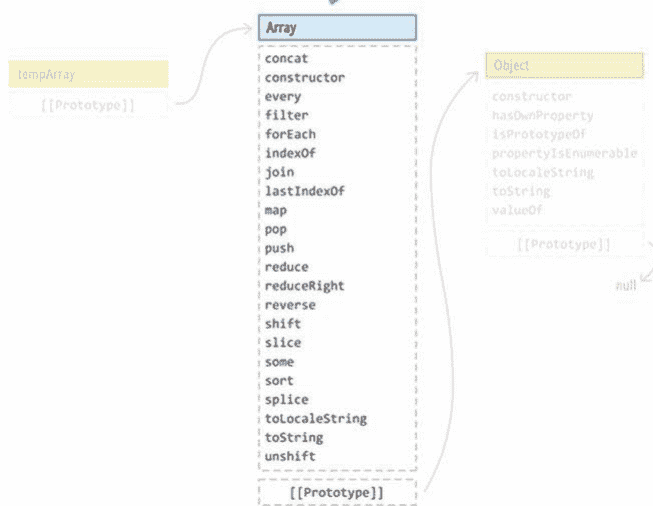 tempArray
[[Prototype]]
Array
concat
constructor
every
filter
forEach
indexOf
join
lastIndexOf
map
pop
push
reduce
reduceRight
reverse
shift
slice
some
sort
splice
toLocaleString
toString
unshift
[[Prototype]]
Object
constructor
hasOwnProperty
isPrototypeOf
propertyIsEnumerable
toLocaleString
toString
valueOf
[[Prototype]]
null